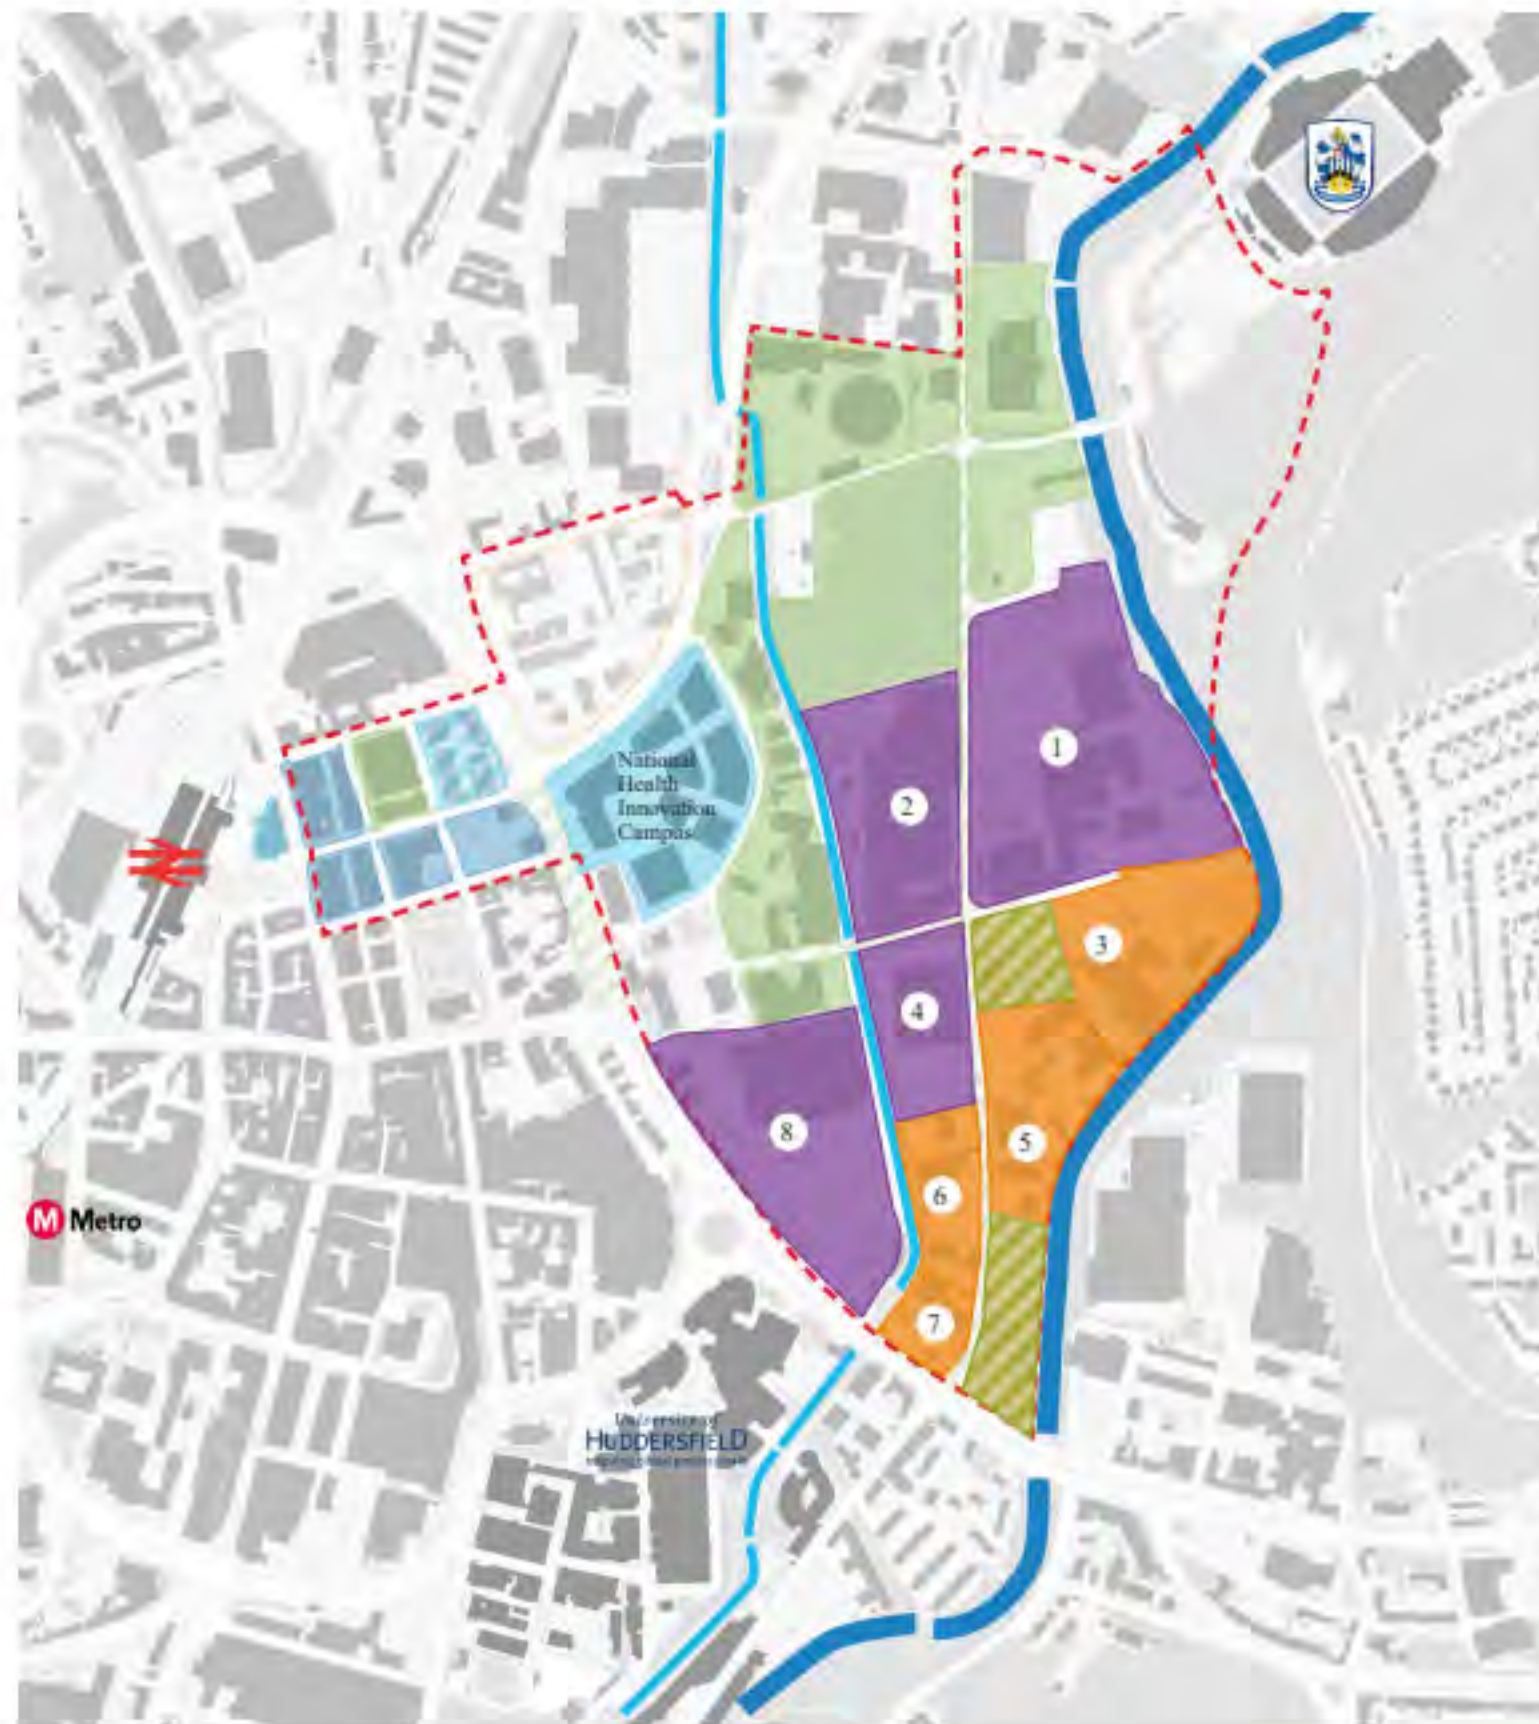 National
Health
Innovation
Campus
1
2
3
4
5
8
6
7
M Metro
University of
HUDDERSFIELD